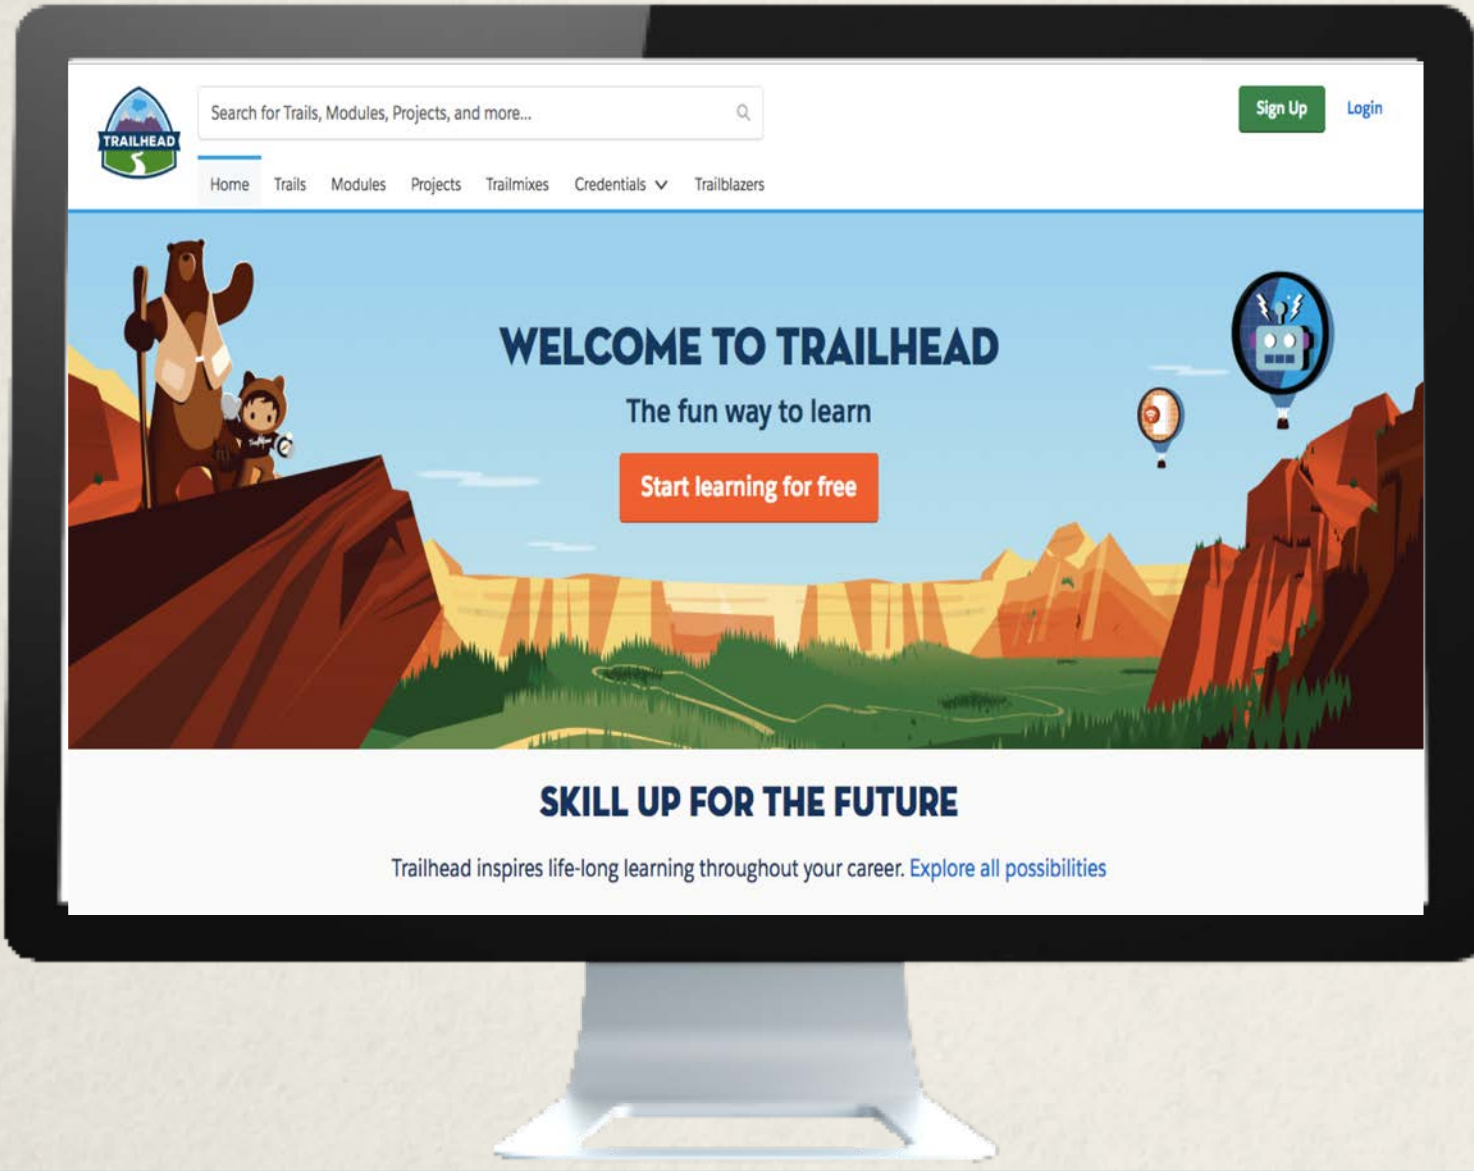 TRAILHEAD
Search for Trails, Modules, Projects, and more...
Sign Up
Login
Home Trails Modules Projects Trailmixes Credentials Trailblazers
WELCOME TO TRAILHEAD
The fun way to learn
Start learning for free
SKILL UP FOR THE FUTURE
Trailhead inspires life-long learning throughout your career. Explore all possibilities